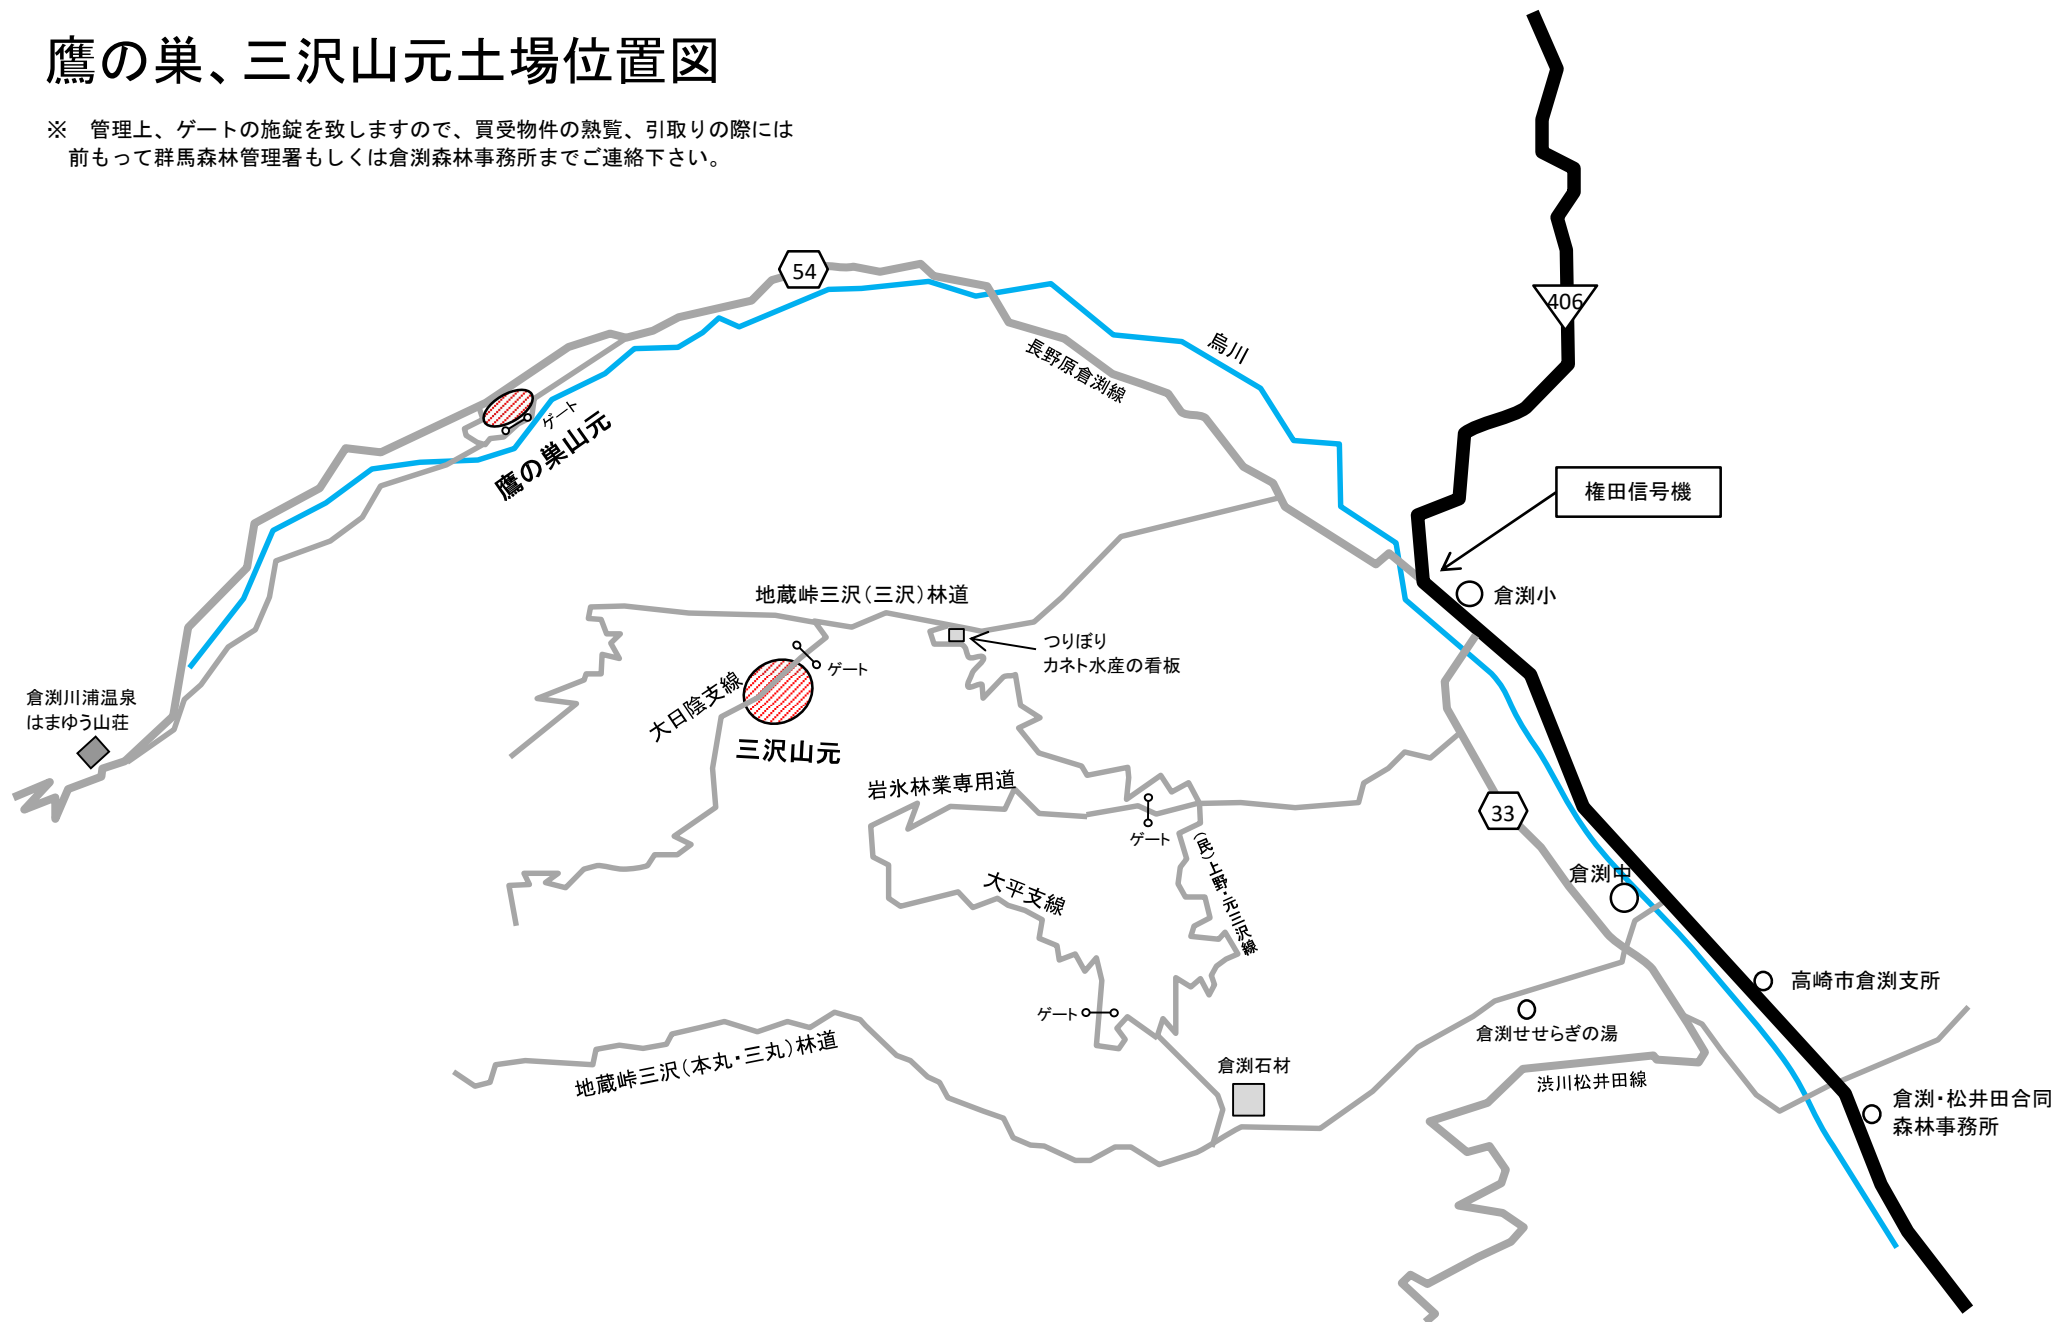 鷹の巣、三沢山元土場位置図
※　管理上、ゲートの施錠を致しますので、買受物件の熟覧、引取りの際には
前もって群馬森林管理署もしくは倉渕森林事務所までご連絡下さい。
54
406
烏川
長野原倉渕線
ゲート
鷹の巣山元
権田信号機
倉渕小
地蔵峠三沢（三沢）林道
つりぼり
カネト水産の看板
ゲート
大日陰支線
三沢山元
倉渕川浦温泉
はまゆう山荘
岩氷林業専用道
ゲート
33
（民）上野・元三沢線
倉渕中
大平支線
高崎市倉渕支所
ゲート
倉渕せせらぎの湯
地蔵峠三沢（本丸・三丸）林道
倉渕石材
渋川松井田線
倉渕・松井田合同
森林事務所